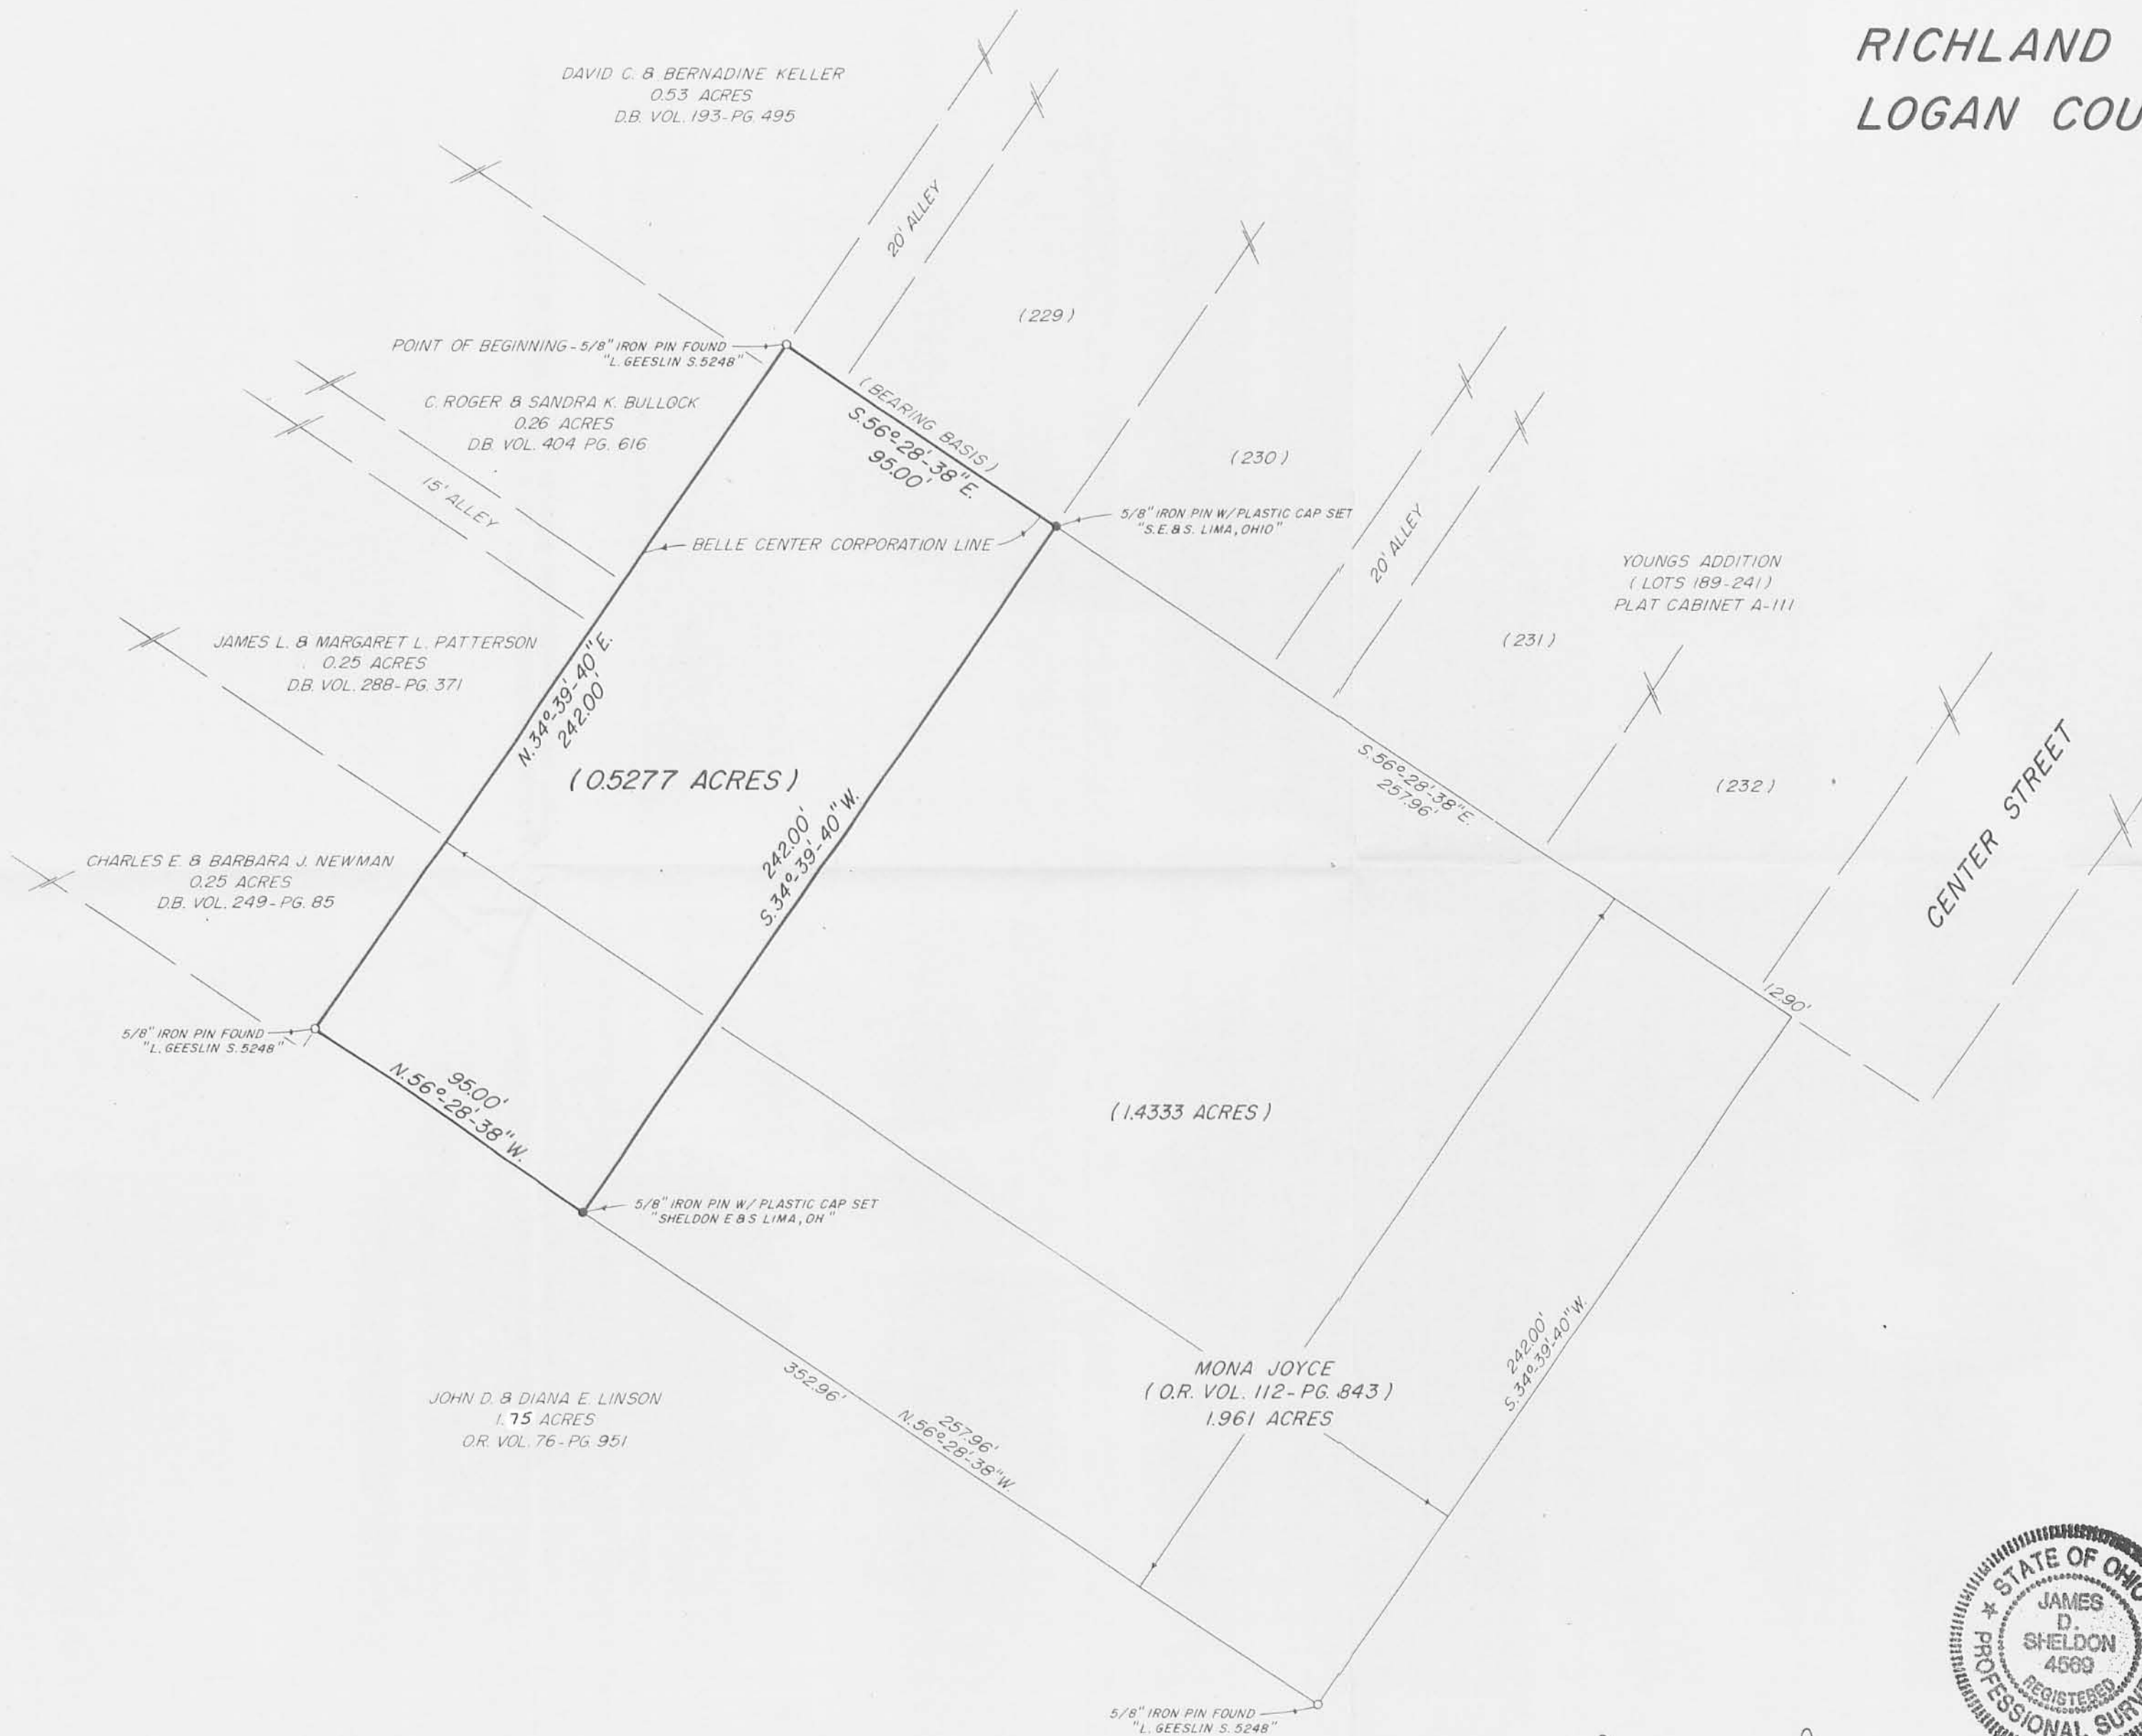 RICHLAND
LOGAN COU
DAVID C. & BERNADINE KELLER
0.53 ACRES
D.B. VOL. 193-PG. 495
20' ALLEY
(229)
POINT OF BEGINNING-5/8" IRON PIN FOUND
"L. GEESLIN S.5248"
C. ROGER & SANDRA K. BULLOCK
0.26 ACRES
D.B. VOL. 404 PG. 616
(BEARING BASIS)
S.56°-28'-38"E.
95.00'
(230)
15' ALLEY
5/8" IRON PIN W/PLASTIC CAP SET
"S.E.&S. LIMA, OHIO"
BELLE CENTER CORPORATION LINE
20' ALLEY
YOUNGS ADDITION
(LOTS 189-241)
PLAT CABINET A-111
(231)
JAMES L. & MARGARET L. PATTERSON
0.25 ACRES
D.B. VOL. 288-PG. 371
N.34°-39'-40"E.
242.00'
(0.5277 ACRES)
S.56°-28'-38"E.
257.96'
(232)
CENTER STREET
242.00'
S.34°-39'-40"W.
CHARLES E. & BARBARA J. NEWMAN
0.25 ACRES
D.B. VOL. 249-PG. 85
12.90'
5/8" IRON PIN FOUND
"L. GEESLIN S.5248"
95.00'
N.56°-28'-38"W.
(1.4333 ACRES)
5/8" IRON PIN W/PLASTIC CAP SET
"SHELDON E&S LIMA, OH"
242.00'
S.34°-39'-40"W.
MONA JOYCE
(O.R. VOL. 112-PG. 843)
1.961 ACRES
352.96'
257.96'
N.56°-28'-38"W.
JOHN D. & DIANA E. LINSON
1.75 ACRES
O.R. VOL. 76-PG. 951
STATE OF OHIO
JAMES
D.
SHELDON
4569
REGISTERED
PROFESSIONAL SURVE
5/8" IRON PIN FOUND
"L. GEESLIN S.5248"